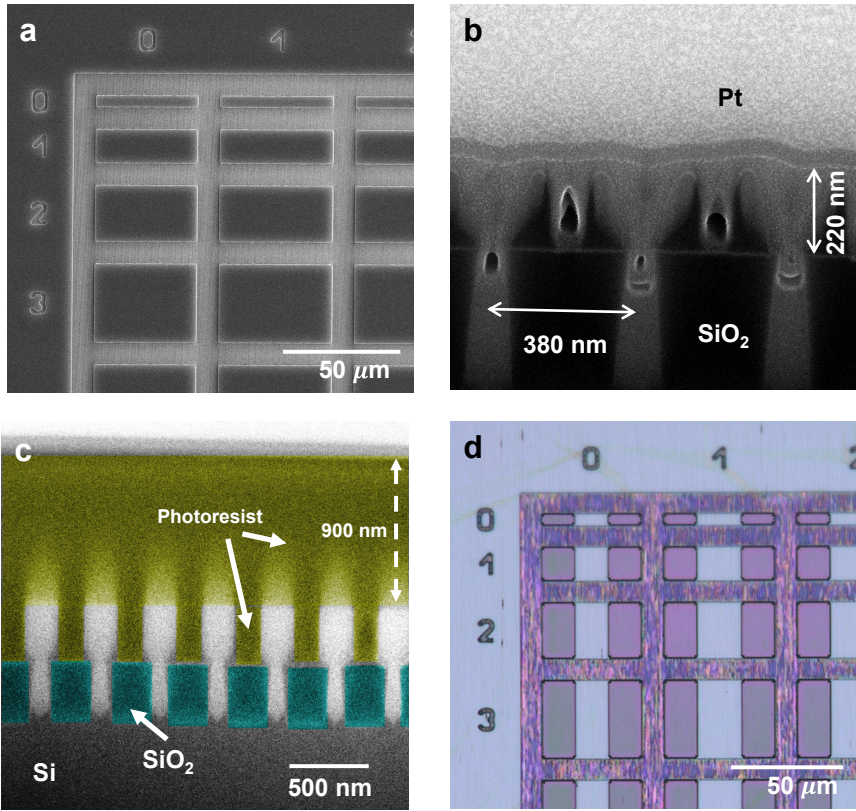 a
0 1
0
1
2
3
50 μm
b
Pt
220 nm
380 nm
SiO₂
c
Photoresist
900 nm
Si
SiO₂
500 nm
d
0 1 2
0
1
2
3
50 μm